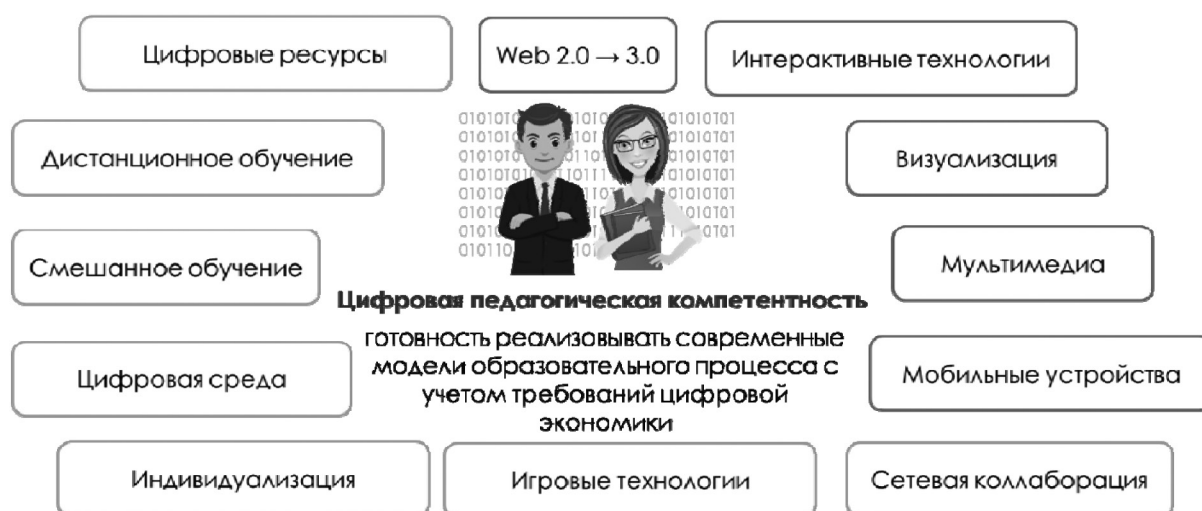 Цифровые ресурсы
Web 2.0 → 3.0
Интерактивные технологии
Дистанционное обучение
Визуализация
Смешанное обучение
Мультимедиа
Цифровая педагогическая компетентность
готовность реализовывать современные
модели образовательного процесса с
учетом требований цифровой
экономики
Цифровая среда
Мобильные устройства
Индивидуализация
Игровые технологии
Сетевая коллаборация